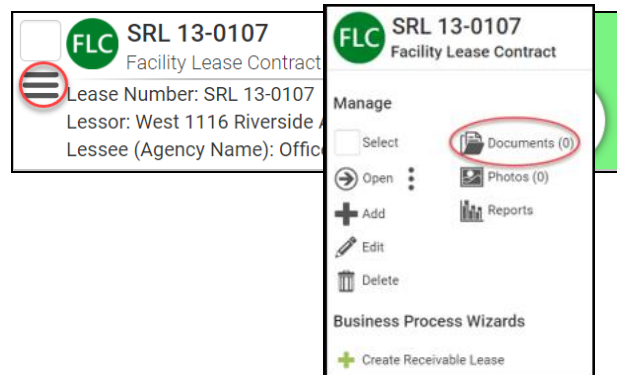 FLC
SRL 13-0107
Facility Lease Contract
Lease Number: SRL 13-0107
Lessor: West 1116 Riverside
Lessee (Agency Name):
FLC
SRL 13-0107
Facility Lease Contract
Manage
Select
Documents (0)
Open
Photos (0)
Add
Reports
Edit
Delete
Business Process Wizards
Create Receivable Lease